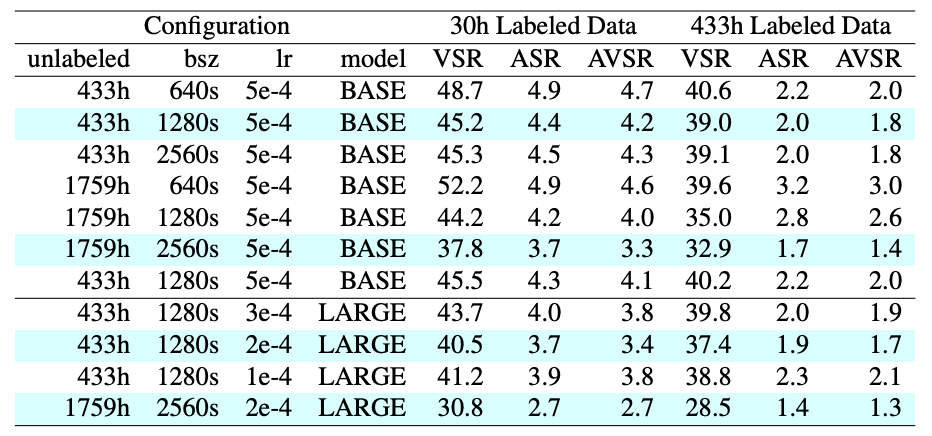 Configuration 30h Labeled Data 433h Labeled Data
unlabeled bsz lr model VSR ASR AVSR VSR ASR AVSR
433h 640s 5e-4 BASE 48.7 4.9 4.7 40.6 2.2 2.0
433h 1280s 5e-4 BASE 45.2 4.4 4.2 39.0 2.0 1.8
433h 2560s 5e-4 BASE 45.3 4.5 4.3 39.1 2.0 1.8
1759h 640s 5e-4 BASE 52.2 4.9 4.6 39.6 3.2 3.0
1759h 1280s 5e-4 BASE 44.2 4.2 4.0 35.0 2.8 2.6
1759h 2560s 5e-4 BASE 37.8 3.7 3.3 32.9 1.7 1.4
433h 1280s 5e-4 BASE 45.5 4.3 4.1 40.2 2.2 2.0
433h 1280s 3e-4 LARGE 43.7 4.0 3.8 39.8 2.0 1.9
433h 1280s 2e-4 LARGE 40.5 3.7 3.4 37.4 1.9 1.7
433h 1280s 1e-4 LARGE 41.2 3.9 3.8 38.8 2.3 2.1
1759h 2560s 2e-4 LARGE 30.8 2.7 2.7 28.5 1.4 1.3